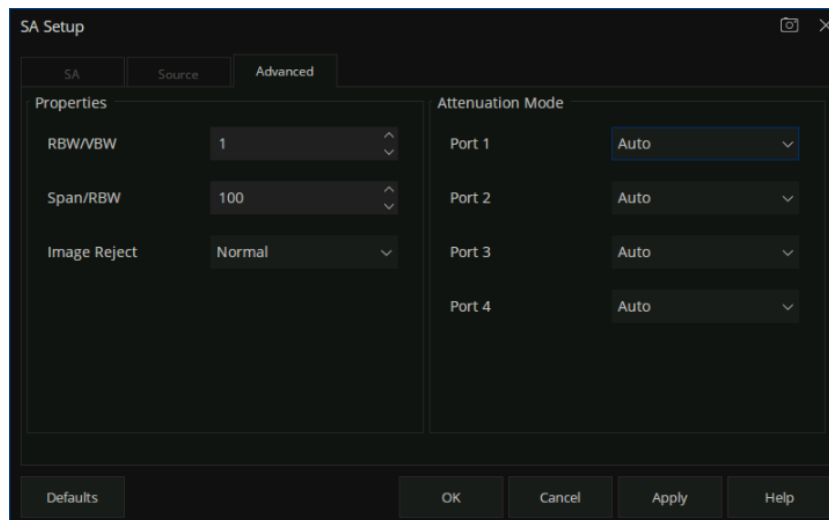 SA Setup
SA Source Advanced
Properties
RBW/VBW 1
Span/RBW 100
Image Reject Normal
Attenuation Mode
Port 1 Auto
Port 2 Auto
Port 3 Auto
Port 4 Auto
Defaults OK Cancel Apply Help